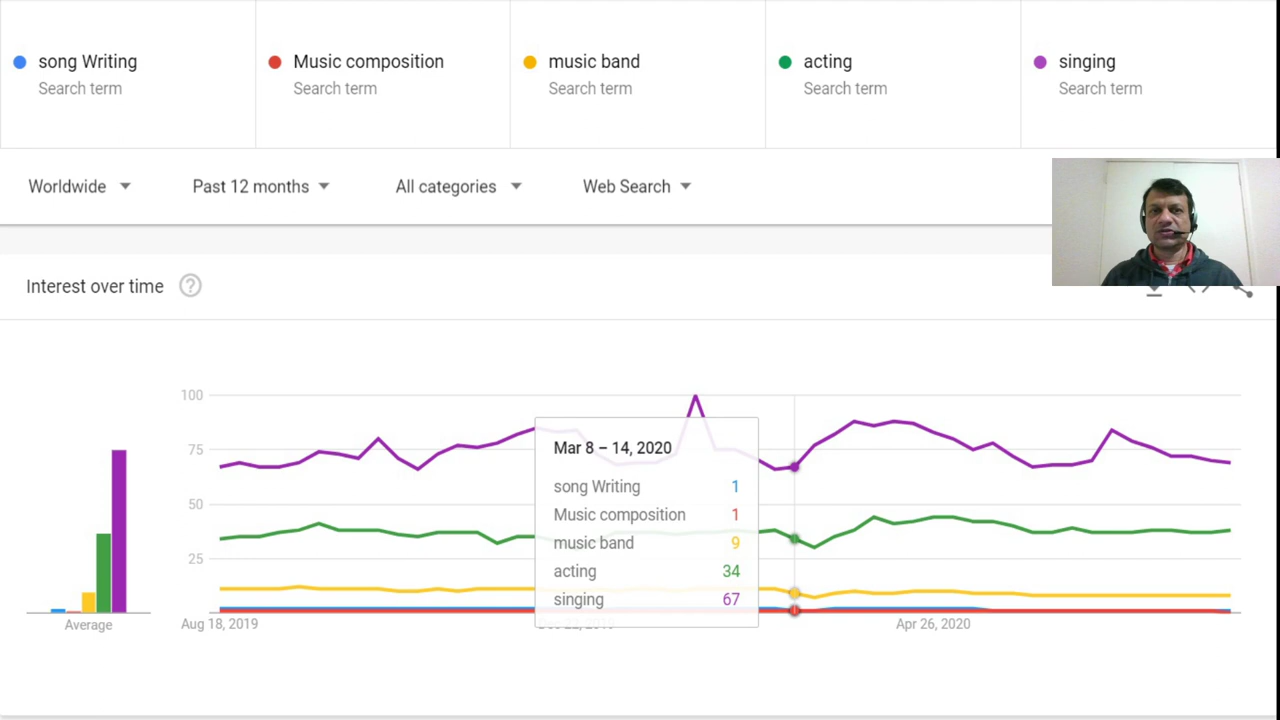 song Writing
Search term
Music composition
Search term
music band
Search term
acting
Search term
singing
Search term
Worldwide
Past 12 months
All categories
Web Search
Interest over time
?
100
75
50
25
Mar 8 – 14, 2020
song Writing 1
Music composition 1
music band 9
acting 34
singing 67
Average
Aug 18, 2019
Apr 26, 2020